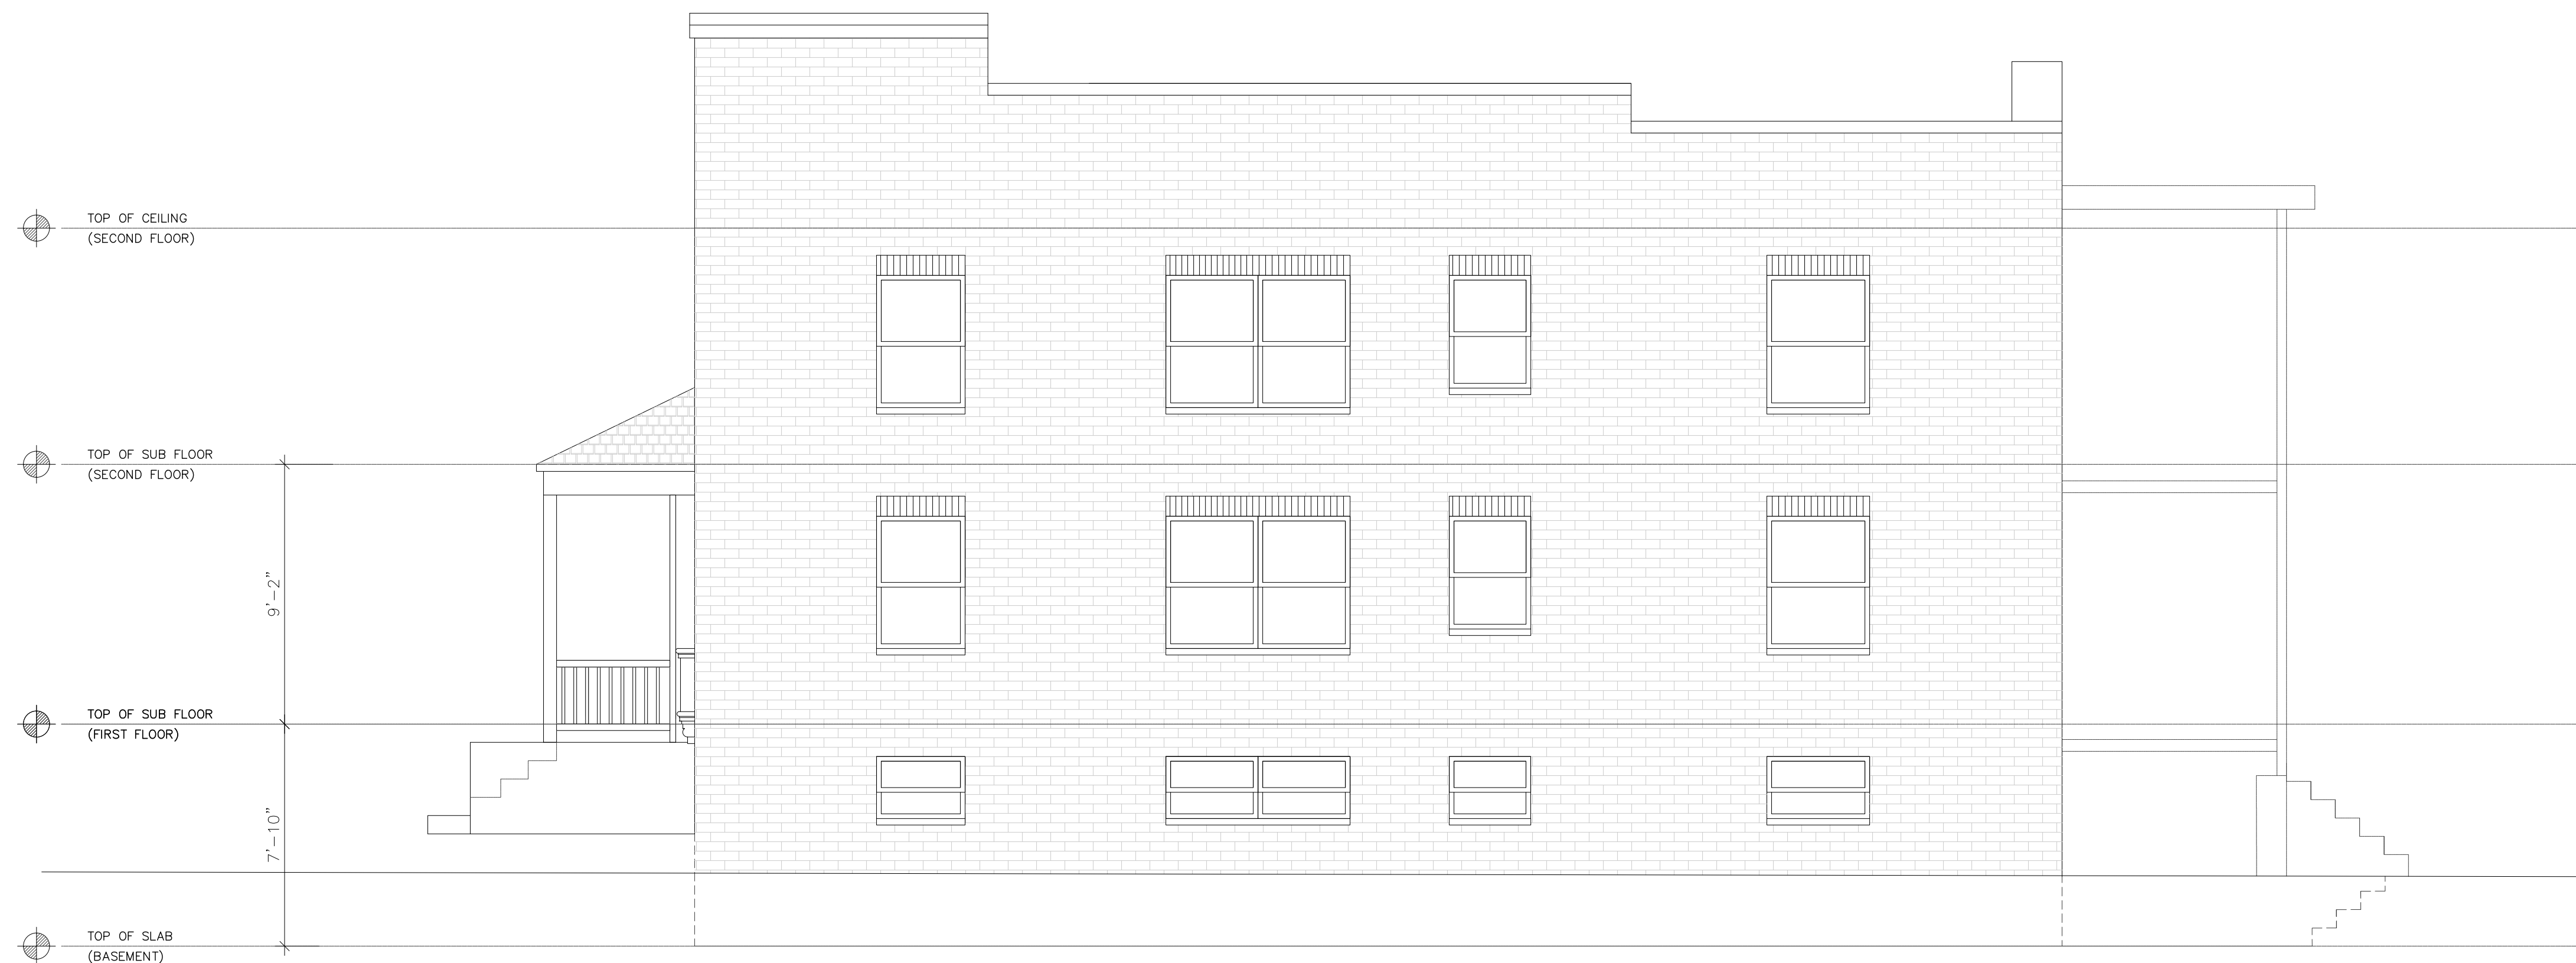 TOP OF CEILING
(SECOND FLOOR)
TOP OF SUB FLOOR
(SECOND FLOOR)
9'-2"
TOP OF SUB FLOOR
(FIRST FLOOR)
7'-10"
TOP OF SLAB
(BASEMENT)